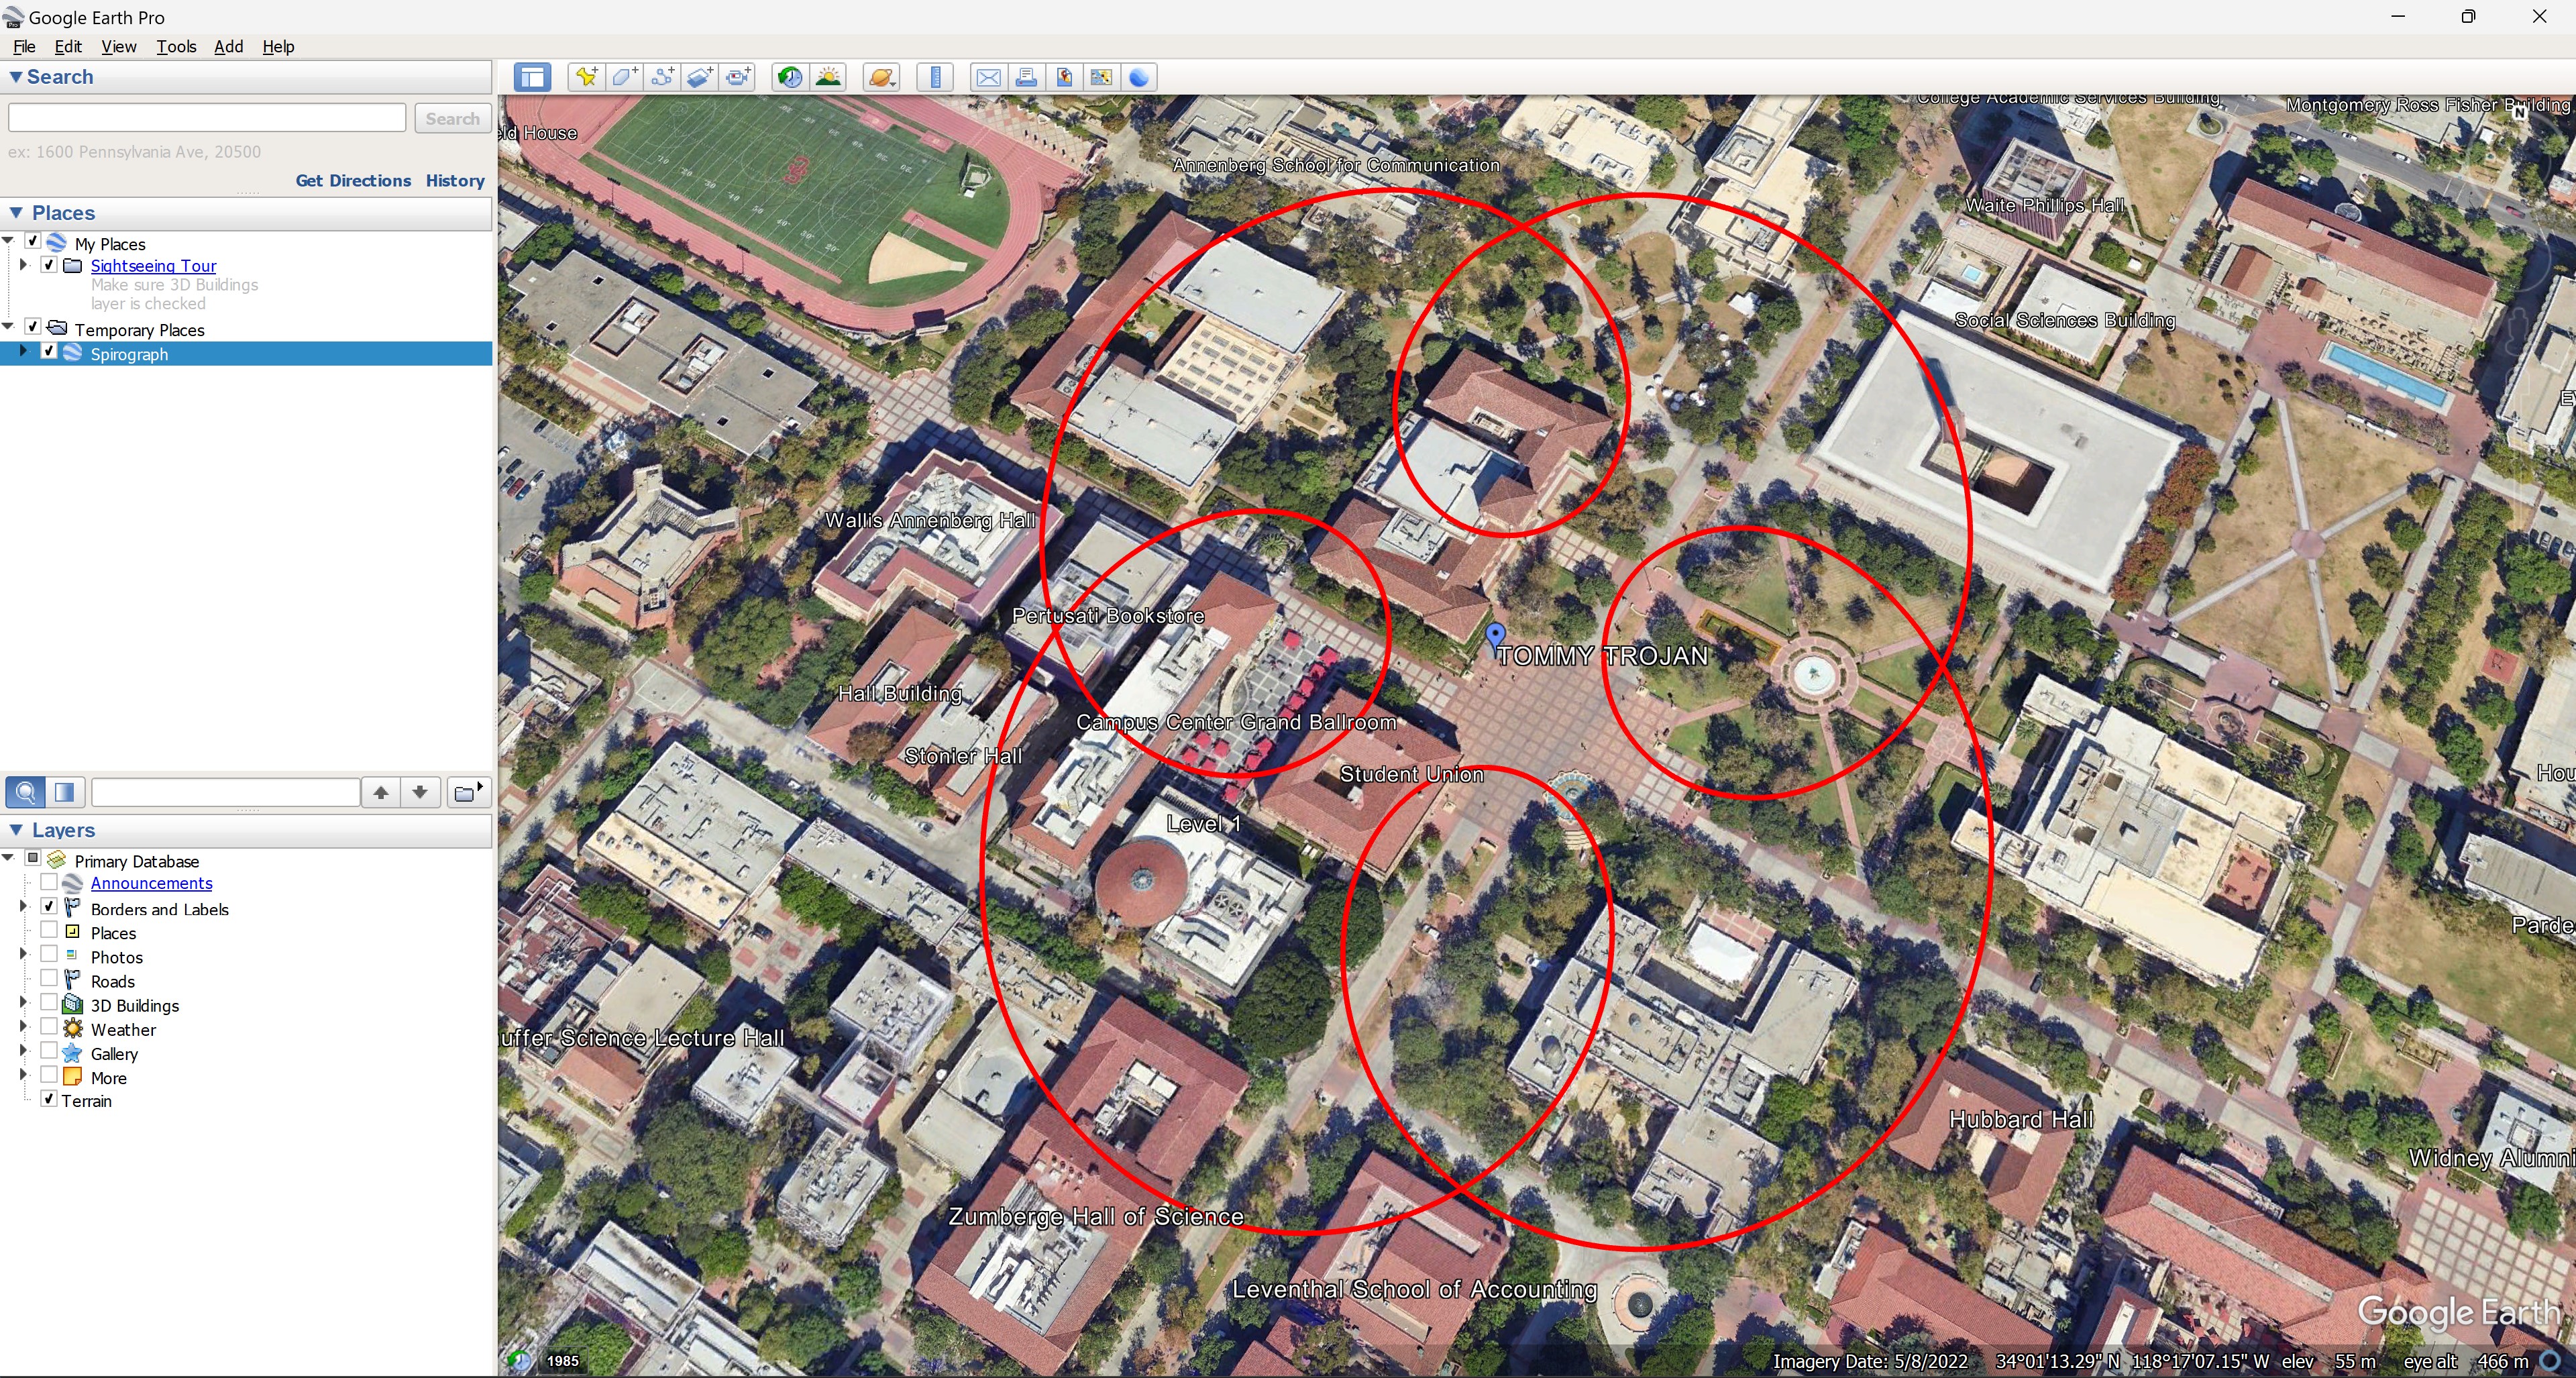 Google Earth Pro
File Edit View Tools Add Help
Search
Search
ex: 1600 Pennsylvania Ave, 20500
Get Directions History
Places
My Places
Sightseeing Tour
Make sure 3D Buildings
layer is checked
Temporary Places
Spirograph
Layers
Primary Database
Announcements
Borders and Labels
Places
Photos
Roads
3D Buildings
Weather
Gallery
More
Terrain
College Academic Services Building
Montgomery Ross Fisher Building
N
eld House
Annenberg School for Communication
Waite Phillips Hall
Social Sciences Building
Wallis Annenberg Hall
Pertusati Bookstore
TOMMY TROJAN
Hall Building
Campus Center Grand Ballroom
Stonier Hall
Student Union
Hou
Level 1
Parde
uffer Science Lecture Hall
Hubbard Hall
Widney Alumni
Zumberge Hall of Science
Leventhal School of Accounting
Google Earth
1985
Imagery Date: 5/8/2022 34°01'13.29" N 118°17'07.15" W elev 55 m eye alt 466 m